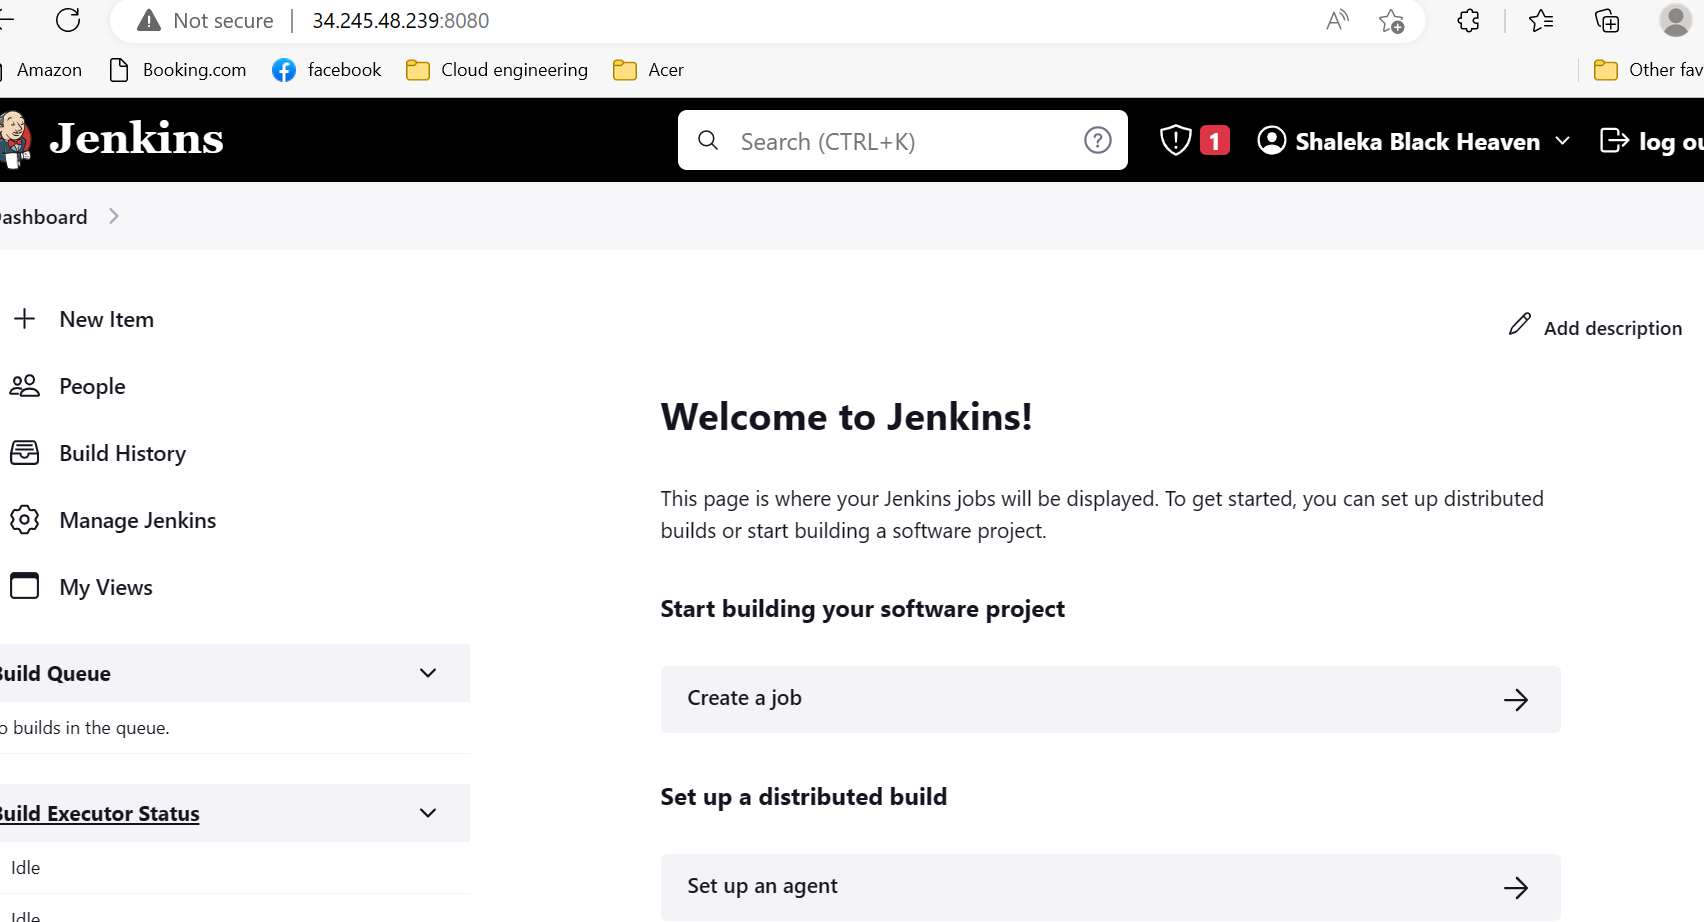 Not secure | 34.245.48.239:8080
Amazon Booking.com facebook Cloud engineering Acer Other fav
Jenkins Search (CTRL+K) 1 Shaleka Black Heaven log ou
ashboard
New Item
Add description
People
Welcome to Jenkins!
Build History
This page is where your Jenkins jobs will be displayed. To get started, you can set up distributed
builds or start building a software project.
Manage Jenkins
My Views
Start building your software project
Build Queue
Create a job
o builds in the queue.
Set up a distributed build
Build Executor Status
Idle
Set up an agent
Idle